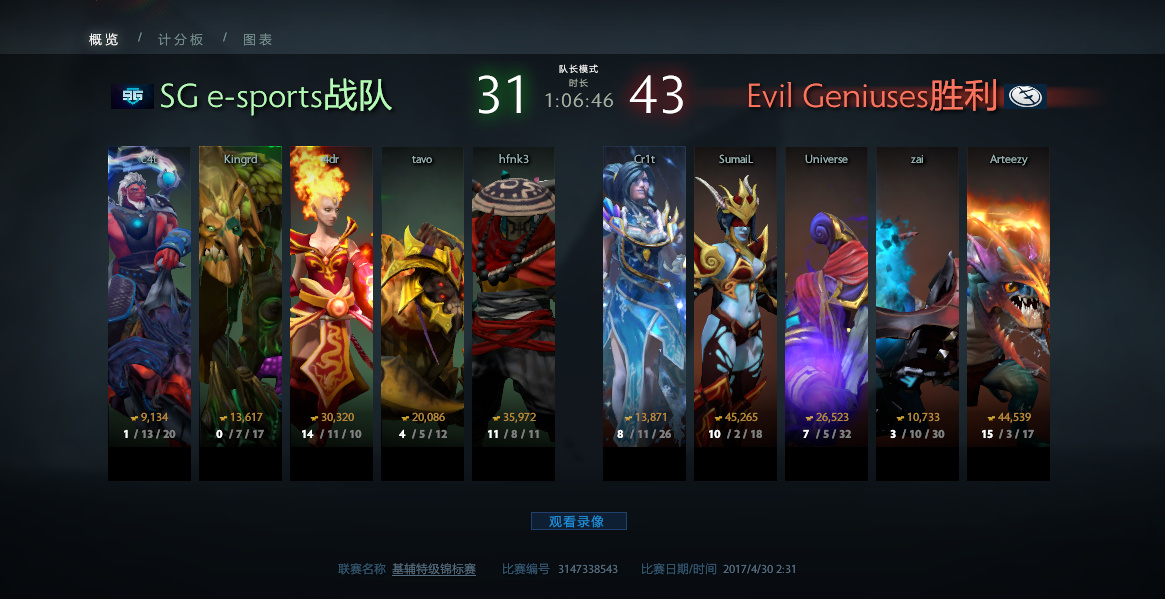 概览 / 计分板 / 图表
SG e-sports战队
31
队长模式
时长
1:06:46
43
Evil Geniuses胜利
c4t Kingrd 4dr tavo hfnk3 Cr1t SumaiL Universe zai Arteezy
9,134 13,617 30,320 20,086 35,972 13,871 45,265 26,523 10,733 44,539
1 / 13 / 20 0 / 7 / 17 14 / 11 / 10 4 / 5 / 12 11 / 8 / 11 8 / 11 / 26 10 / 2 / 18 7 / 5 / 32 3 / 10 / 30 15 / 3 / 17
观看录像
联赛名称 基辅特级锦标赛 比赛编号 3147338543 比赛日期/时间 2017/4/30 2:31